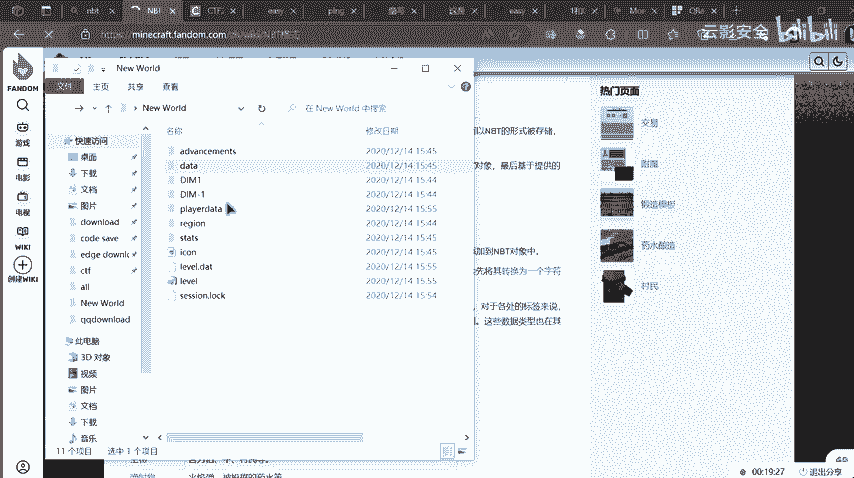 nbt
NBT
CTF
easy
ping
easy
Mor
https://minecraft.fandom.com
云影安全
bilibili
New World
文件
主页
共享
查看
New World
在 New World 中搜索
名称
修改日期
快速访问
桌面
下载
文档
图片
download
code save
edge downlo
ctf
all
New World
qqdownload
此电脑
3D 对象
视频
图片
文档
下载
音乐
advancements 2020/12/14 15:45
data 2020/12/14 15:45
DIM1 2020/12/14 15:44
DIM-1 2020/12/14 15:44
playerdata 2020/12/14 15:55
region 2020/12/14 15:44
stats 2020/12/14 15:45
icon 2020/12/14 15:45
level.dat 2020/12/14 15:55
level 2020/12/14 15:55
session.lock 2020/12/14 15:54
11 个项目
选中 1 个项目
FANDOM
游戏
电影
电视
WIKI
创建WIKI
以NBT的形式被存储，
对象，最后基于提供的
加到NBT对象中，
先将其转换为一个字符
，对于各处的标签来说，
。这些数据类型也在其
热门页面
交易
附魔
锻造模板
药水酿造
村民
00:19:27
退出分享